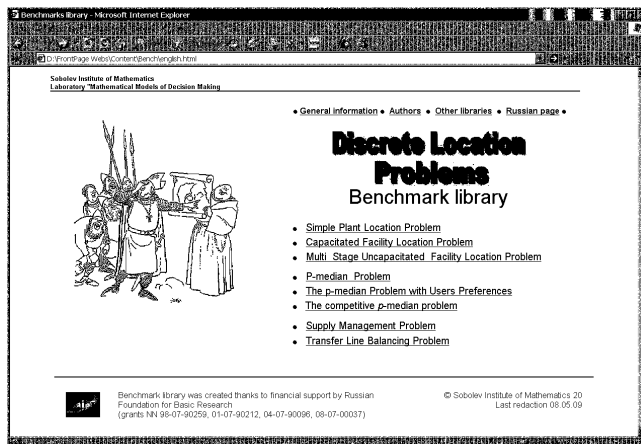 Benchmarks library - Microsoft Internet Explorer
D:\FrontPage Webs\Content\Bench\english.html
Sobolev Institute of Mathematics
Laboratory "Mathematical Models of Decision Making
• General information • Authors • Other libraries • Russian page •
Discrete Location
Problems
Benchmark library
• Simple Plant Location Problem
• Capacitated Facility Location Problem
• Multi Stage Uncapacitated Facility Location Problem
• P-median Problem
• The p-median Problem with Users Preferences
• The competitive p-median problem
• Supply Management Problem
• Transfer Line Balancing Problem
Benchmark library was created thanks to financial support by Russian
Foundation for Basic Research
(grants NN 98-07-90259, 01-07-90212, 04-07-90096, 08-07-00037)
© Sobolev Institute of Mathematics 20
Last redaction 08.05.09